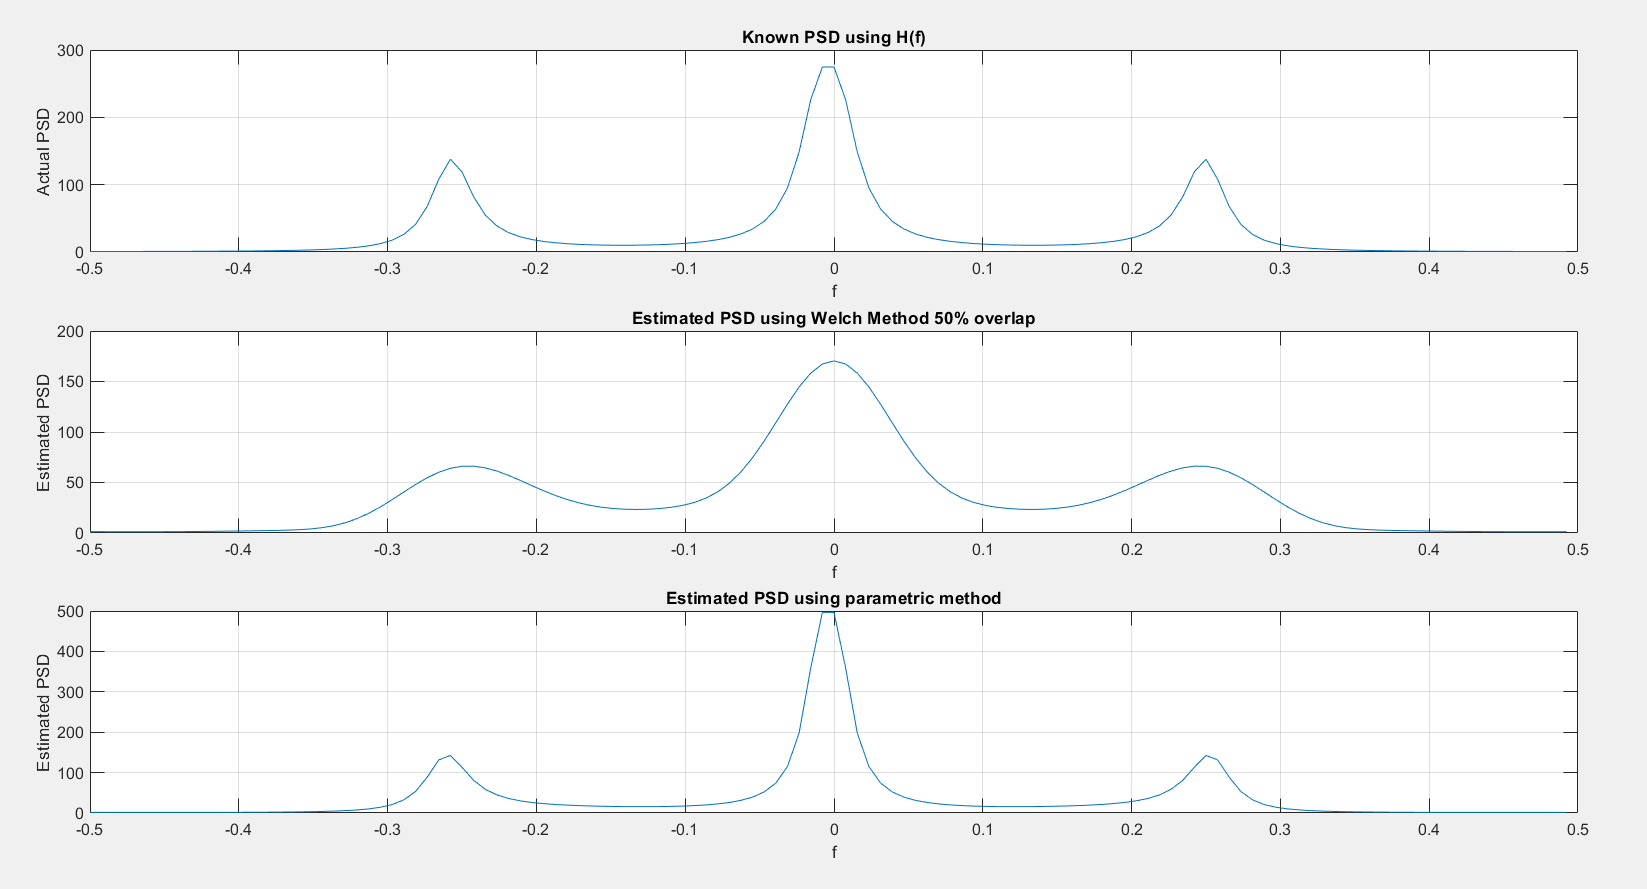 Known PSD using H(f)
300
200
100
0
Actual PSD
-0.5 -0.4 -0.3 -0.2 -0.1 0 0.1 0.2 0.3 0.4 0.5
f
Estimated PSD using Welch Method 50% overlap
200
150
100
50
0
Estimated PSD
-0.5 -0.4 -0.3 -0.2 -0.1 0 0.1 0.2 0.3 0.4 0.5
f
Estimated PSD using parametric method
500
400
300
200
100
0
Estimated PSD
-0.5 -0.4 -0.3 -0.2 -0.1 0 0.1 0.2 0.3 0.4 0.5
f